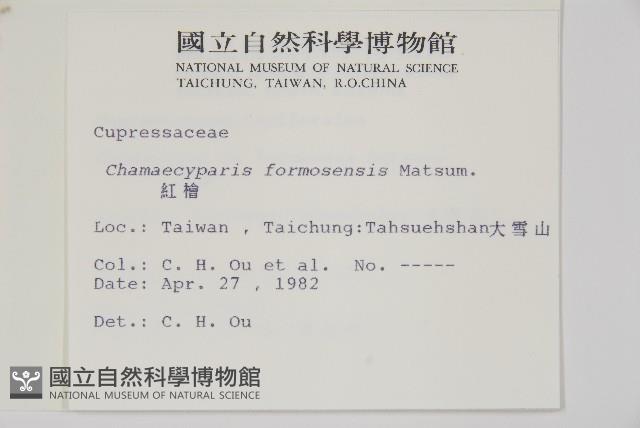 國立自然科學博物館
NATIONAL MUSEUM OF NATURAL SCIENCE
TAICHUNG, TAIWAN, R.O.CHINA
Cupressaceae
Chamaecyparis formosensis Matsum.
紅檜
Loc.: Taiwan , Taichung:Tahsuehshan大雪山
Col.: C. H. Ou et al. No. -----
Date: Apr. 27 , 1982
Det.: C. H. Ou
國立自然科學博物館
NATIONAL MUSEUM OF NATURAL SCIENCE